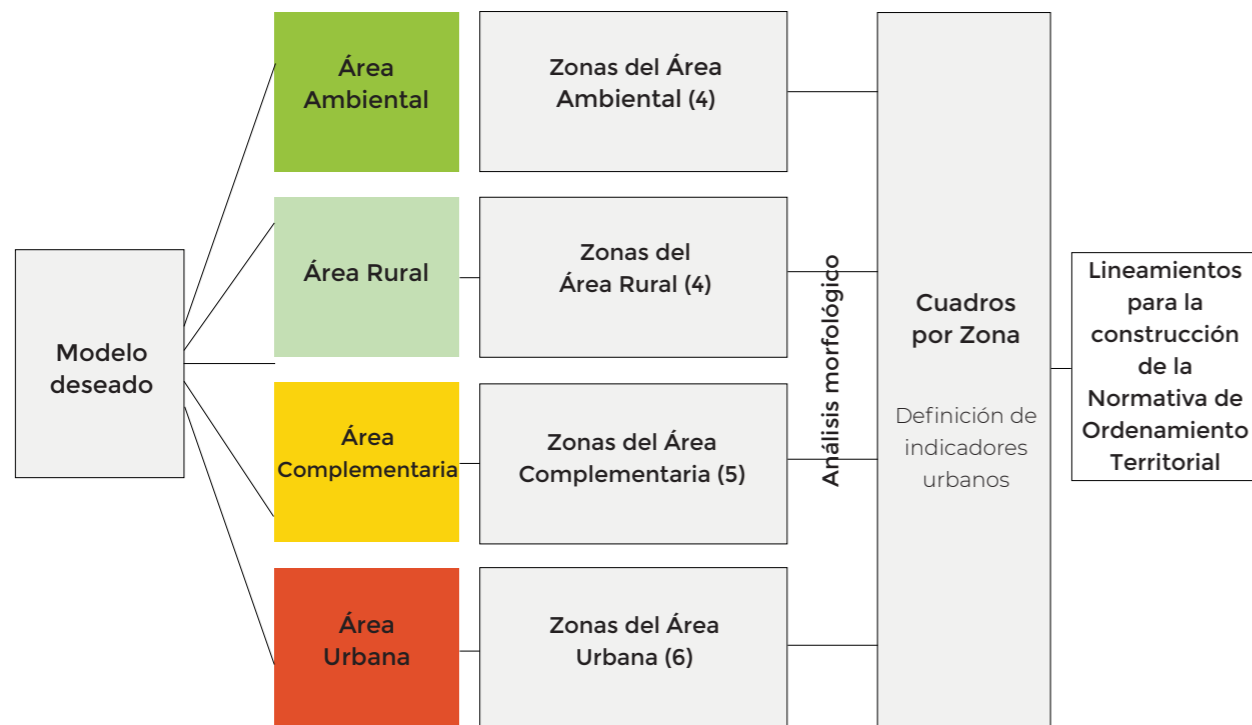 Modelo
deseado
Área
Ambiental
Zonas del Área
Ambiental (4)
Área Rural
Zonas del
Área Rural (4)
Área
Complementaria
Zonas del Área
Complementaria (5)
Área
Urbana
Zonas del Área
Urbana (6)
Análisis morfológico
Cuadros
por Zona
Definición de
indicadores
urbanos
Lineamientos
para la
construcción
de la
Normativa de
Ordenamiento
Territorial